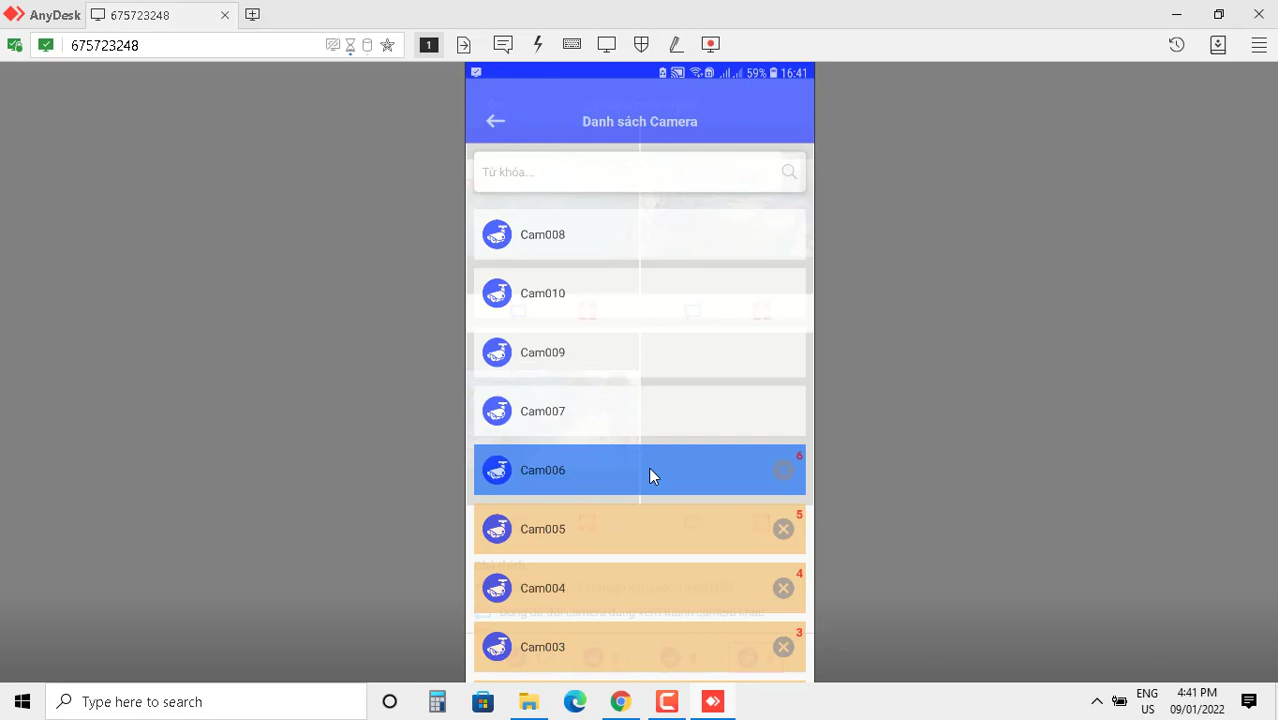 AnyDesk
675723248
675723248
1
59% 16:41
Danh sách Camera
Từ khóa...
Cam008
Cam010
Cam009
Cam007
Cam006
6
Cam005
5
Cam004
4
Cam003
3
Type here to search
ENG
US
4:41 PM
09/01/2022